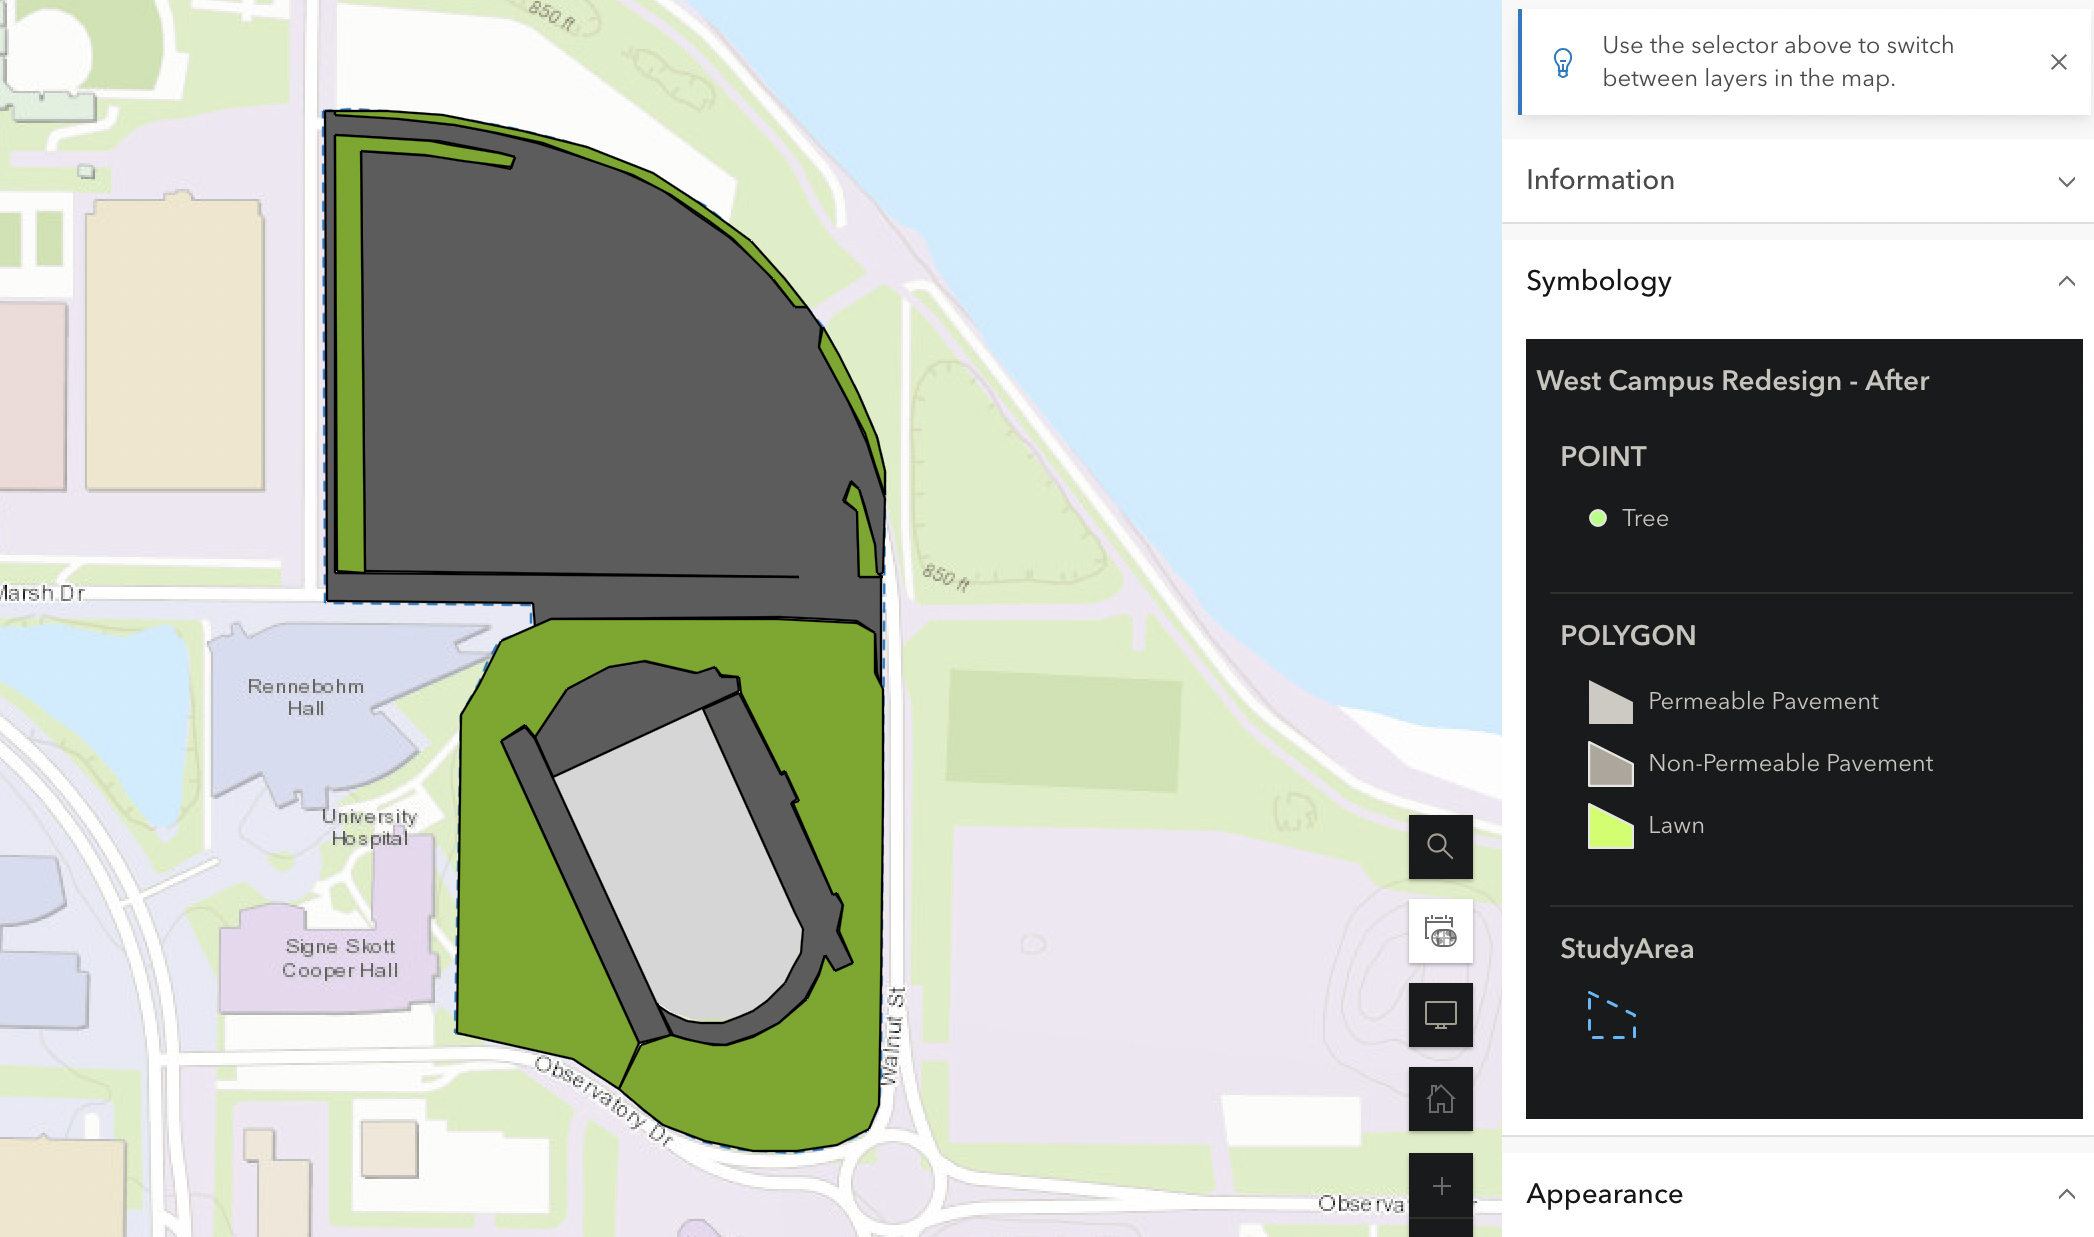 850 ft
Marsh Dr
Rennebohm
Hall
University
Hospital
Signe Skott
Cooper Hall
850 ft
Walnut St
Observatory Dr
Use the selector above to switch
between layers in the map.
Information
Symbology
West Campus Redesign - After
POINT
Tree
POLYGON
Permeable Pavement
Non-Permeable Pavement
Lawn
StudyArea
Appearance